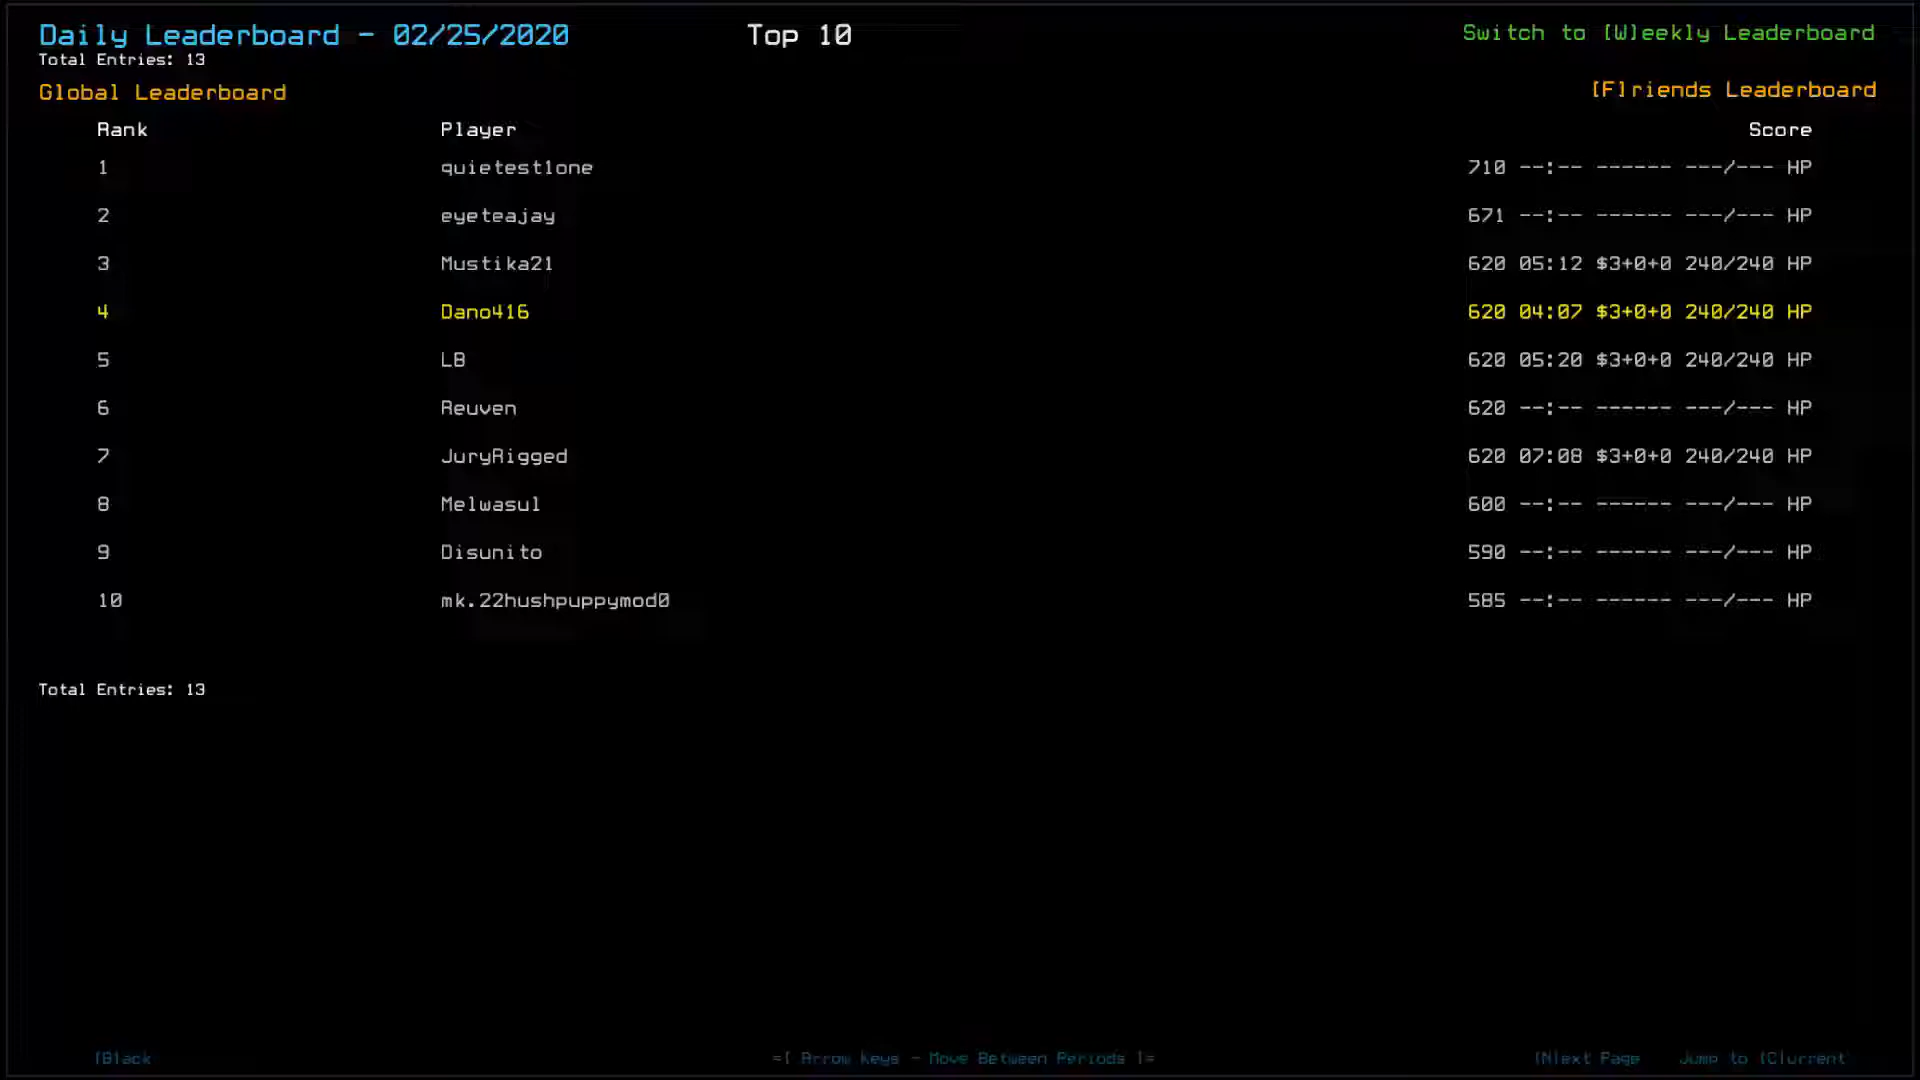 Daily Leaderboard - 02/25/2020 Top 10 Switch to [W]eekly Leaderboard
Total Entries: 13
Global Leaderboard [F]riends Leaderboard
Rank Player Score
1 quietest1one 710 --:-- ------ ---/--- HP
2 eyeteajay 671 --:-- ------ ---/--- HP
3 Mustika21 620 05:12 $3+0+0 240/240 HP
4 Dano416 620 04:07 $3+0+0 240/240 HP
5 LB 620 05:20 $3+0+0 240/240 HP
6 Reuven 620 --:-- ------ ---/--- HP
7 JuryRigged 620 07:08 $3+0+0 240/240 HP
8 Melwasul 600 --:-- ------ ---/--- HP
9 Disunito 590 --:-- ------ ---/--- HP
10 mk.22hushpuppymod0 585 --:-- ------ ---/--- HP
Total Entries: 13
[B]ack =[ Arrow keys - Move Between Periods ]= [N]ext Page Jump to [C]urrent